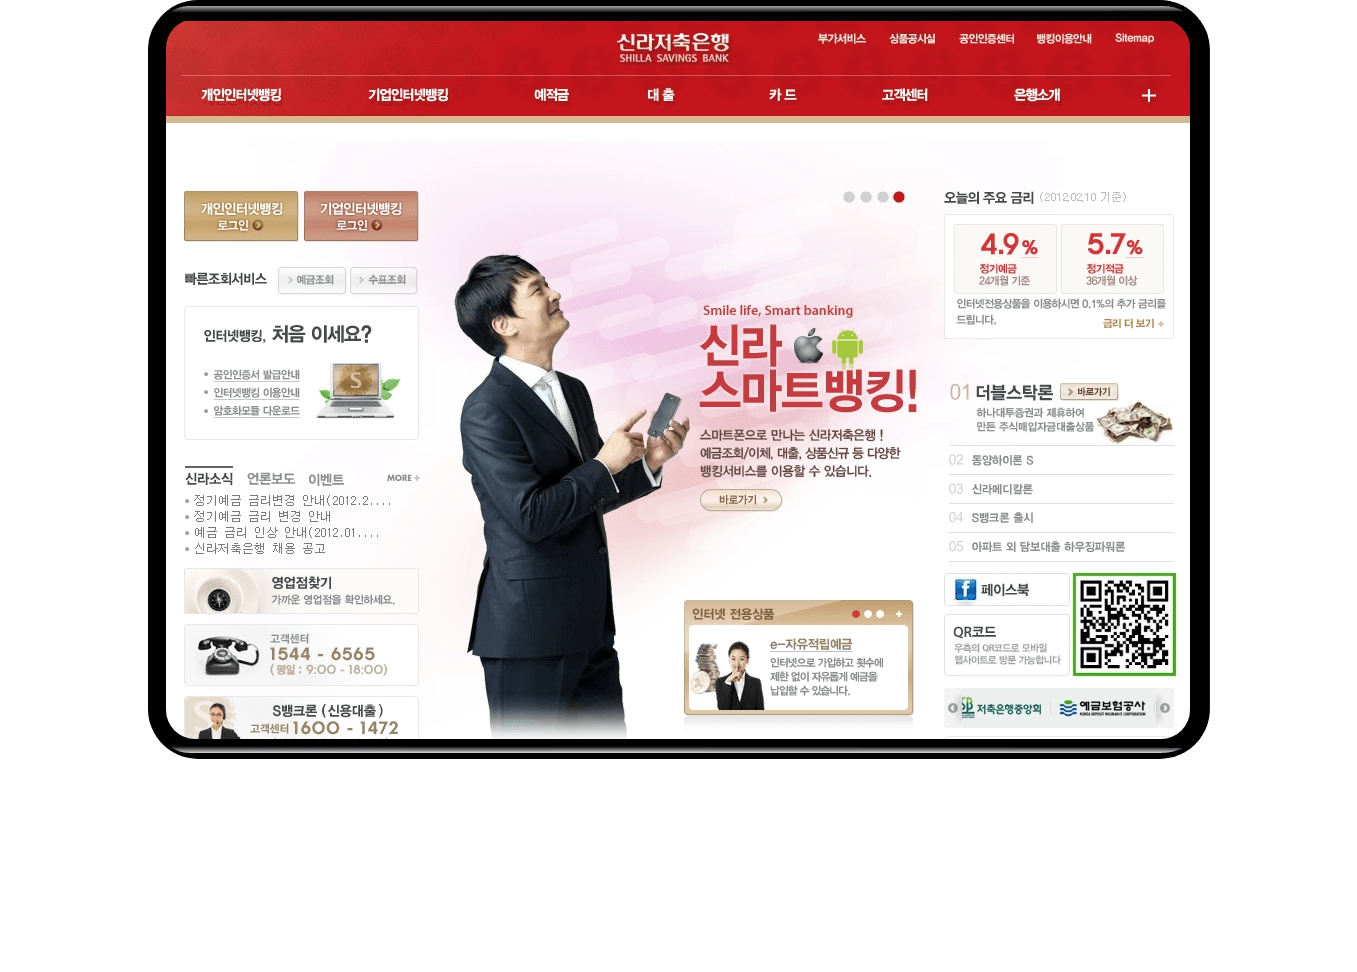 신라저축은행
SHILLA SAVINGS BANK
부가서비스 상품공시실 공인인증센터 뱅킹이용안내 Sitemap
개인인터넷뱅킹 기업인터넷뱅킹 예적금 대 출 카 드 고객센터 은행소개
개인인터넷뱅킹
로그인
기업인터넷뱅킹
로그인
빠른조회서비스 예금조회 수표조회
인터넷뱅킹, 처음 이세요?
공인인증서 발급안내
인터넷뱅킹 이용안내
암호화모듈 다운로드
S
신라소식 언론보도 이벤트 MORE +
정기예금 금리변경 안내(2012.2....
정기예금 금리 변경 안내
예금 금리 인상 안내(2012.01....
신라저축은행 채용 공고
영업점찾기
가까운 영업점을 확인하세요.
고객센터
1544 - 6565
( 평일 : 9:00 - 18:00)
S뱅크론 ( 신용대출 )
고객센터 1600 - 1472
Smile life, Smart banking
신라
스마트뱅킹!
스마트폰으로 만나는 신라저축은행 !
예금조회/이체, 대출, 상품신규 등 다양한
뱅킹서비스를 이용할 수 있습니다.
바로가기
인터넷 전용상품
e-자유적립예금
인터넷으로 가입하고 횟수에
제한 없이 자유롭게 예금을
납입할 수 있습니다.
오늘의 주요 금리 (2012.02.10 기준)
4.9%
정기예금
24개월 기준
5.7%
정기적금
36개월 이상
인터넷전용상품을 이용하시면 0.1%의 추가 금리를
드립니다.
금리 더 보기 +
01 더블스탁론 바로가기
하나대투증권과 제휴하여
만든 주식매입자금대출상품
02 동양하이론 S
03 신라메디칼론
04 S뱅크론 출시
05 아파트 외 담보대출 하우징파워론
페이스북
QR코드
우측의 QR코드로 모바일
웹사이트로 방문 가능합니다
저축은행중앙회 예금보험공사
KOREA DEPOSIT INSURANCE CORPORATION